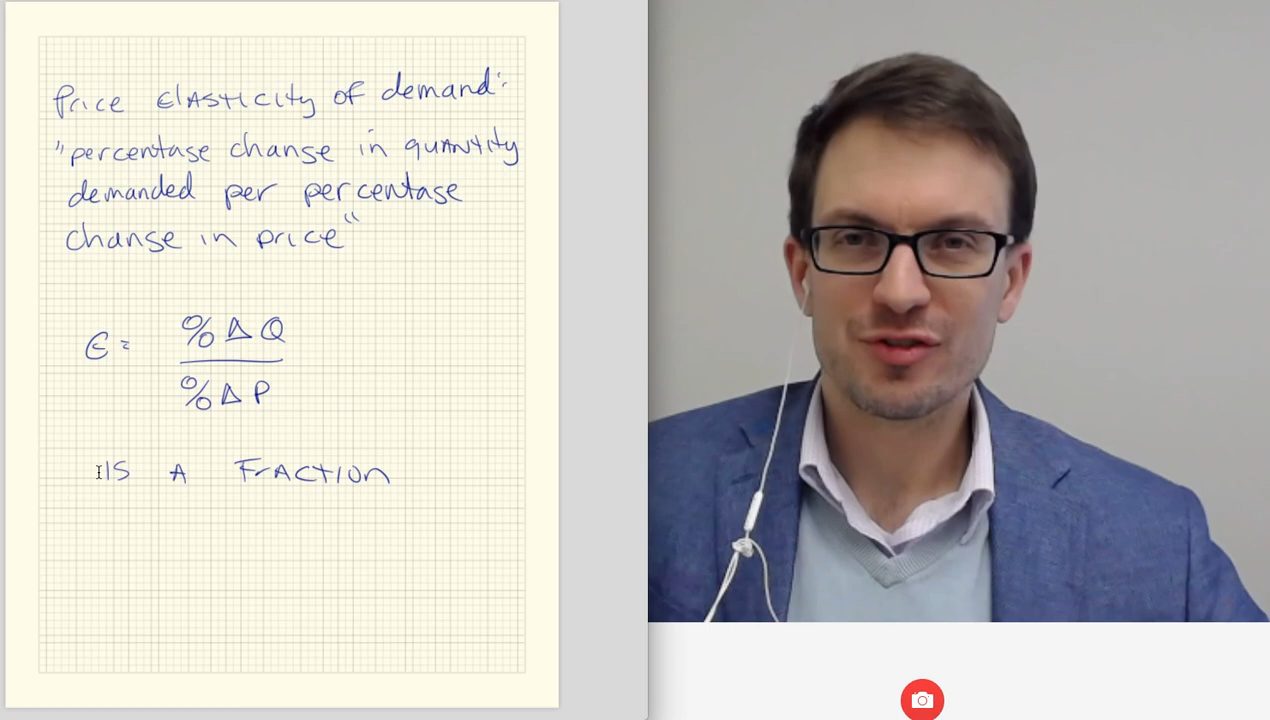 Price Elasticity of demand:
"percentage change in quantity
demanded per percentage
change in price"
ϵ = %ΔQ
%ΔP
IS A FrACTION